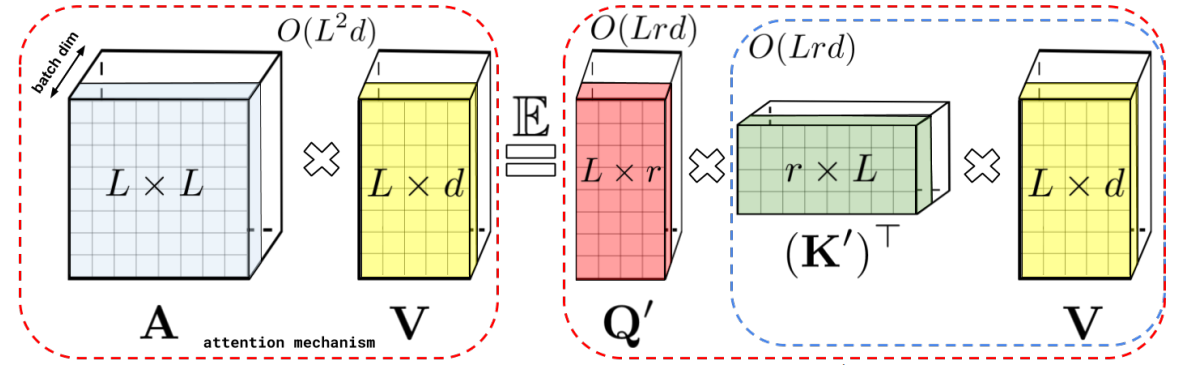 batch dim
O(L²d)
L × L
L × d
A
V
attention mechanism
𝔼
O(Lrd)
L × r
Q′
O(Lrd)
r × L
(K′)⊤
L × d
V